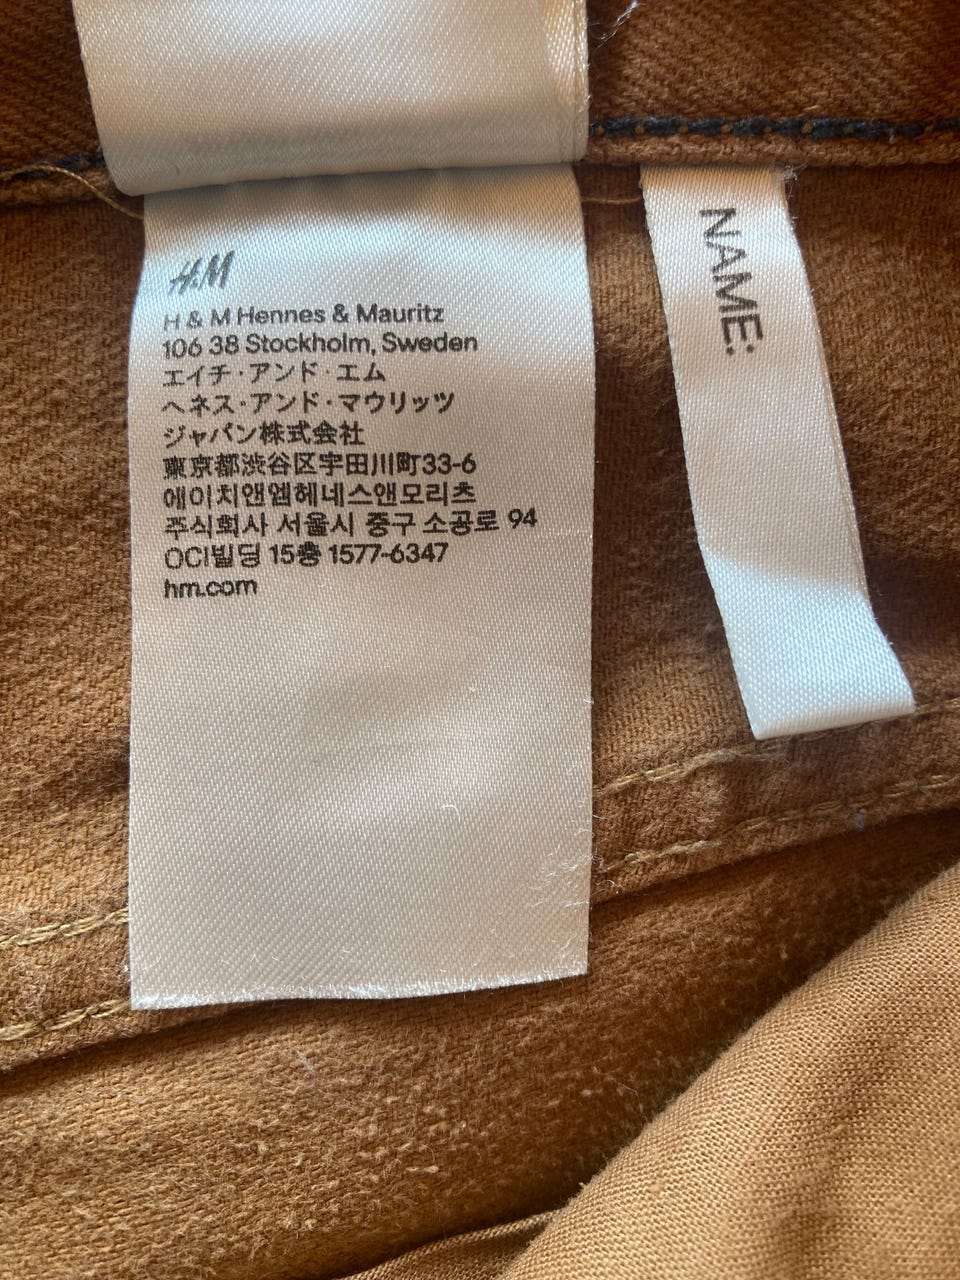 H&M
H & M Hennes & Mauritz
106 38 Stockholm, Sweden
エイチ・アンド・エム
ヘネス・アンド・マウリッツ
ジャパン株式会社
東京都渋谷区宇田川町33-6
에이치앤엠헤네스앤모리츠
주식회사 서울시 중구 소공로 94
OCI빌딩 15층 1577-6347
hm.com
NAME: